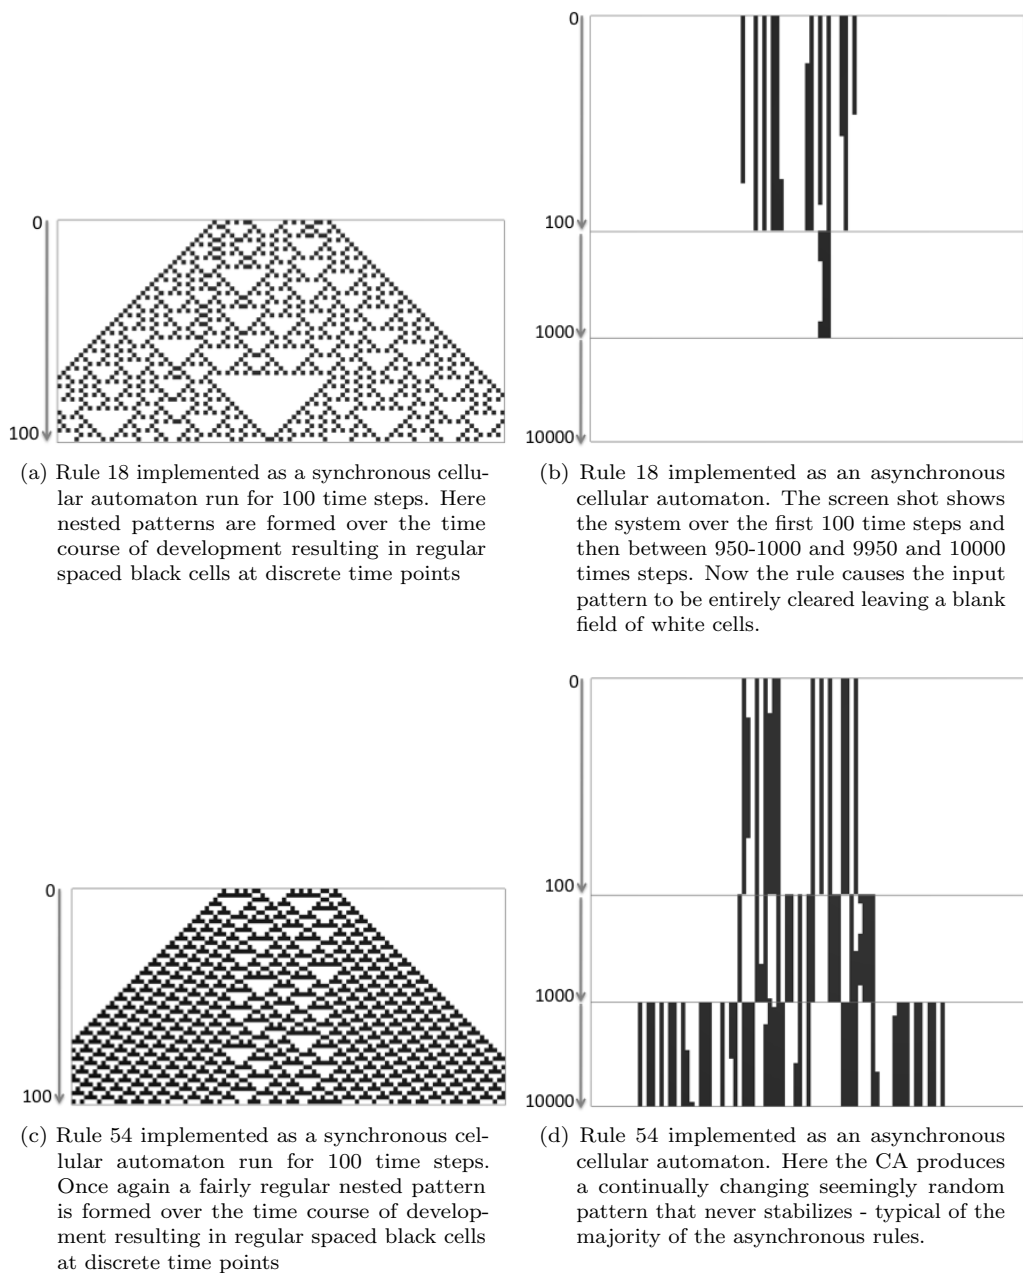 0
100
0
100
1000
10000
(a) Rule 18 implemented as a synchronous cellu-
lar automaton run for 100 time steps. Here
nested patterns are formed over the time
course of development resulting in regular
spaced black cells at discrete time points
(b) Rule 18 implemented as an asynchronous
cellular automaton. The screen shot shows
the system over the first 100 time steps and
then between 950-1000 and 9950 and 10000
times steps. Now the rule causes the input
pattern to be entirely cleared leaving a blank
field of white cells.
0
100
0
100
1000
10000
(c) Rule 54 implemented as a synchronous cel-
lular automaton run for 100 time steps.
Once again a fairly regular nested pattern
is formed over the time course of develop-
ment resulting in regular spaced black cells
at discrete time points
(d) Rule 54 implemented as an asynchronous
cellular automaton. Here the CA produces
a continually changing seemingly random
pattern that never stabilizes - typical of the
majority of the asynchronous rules.